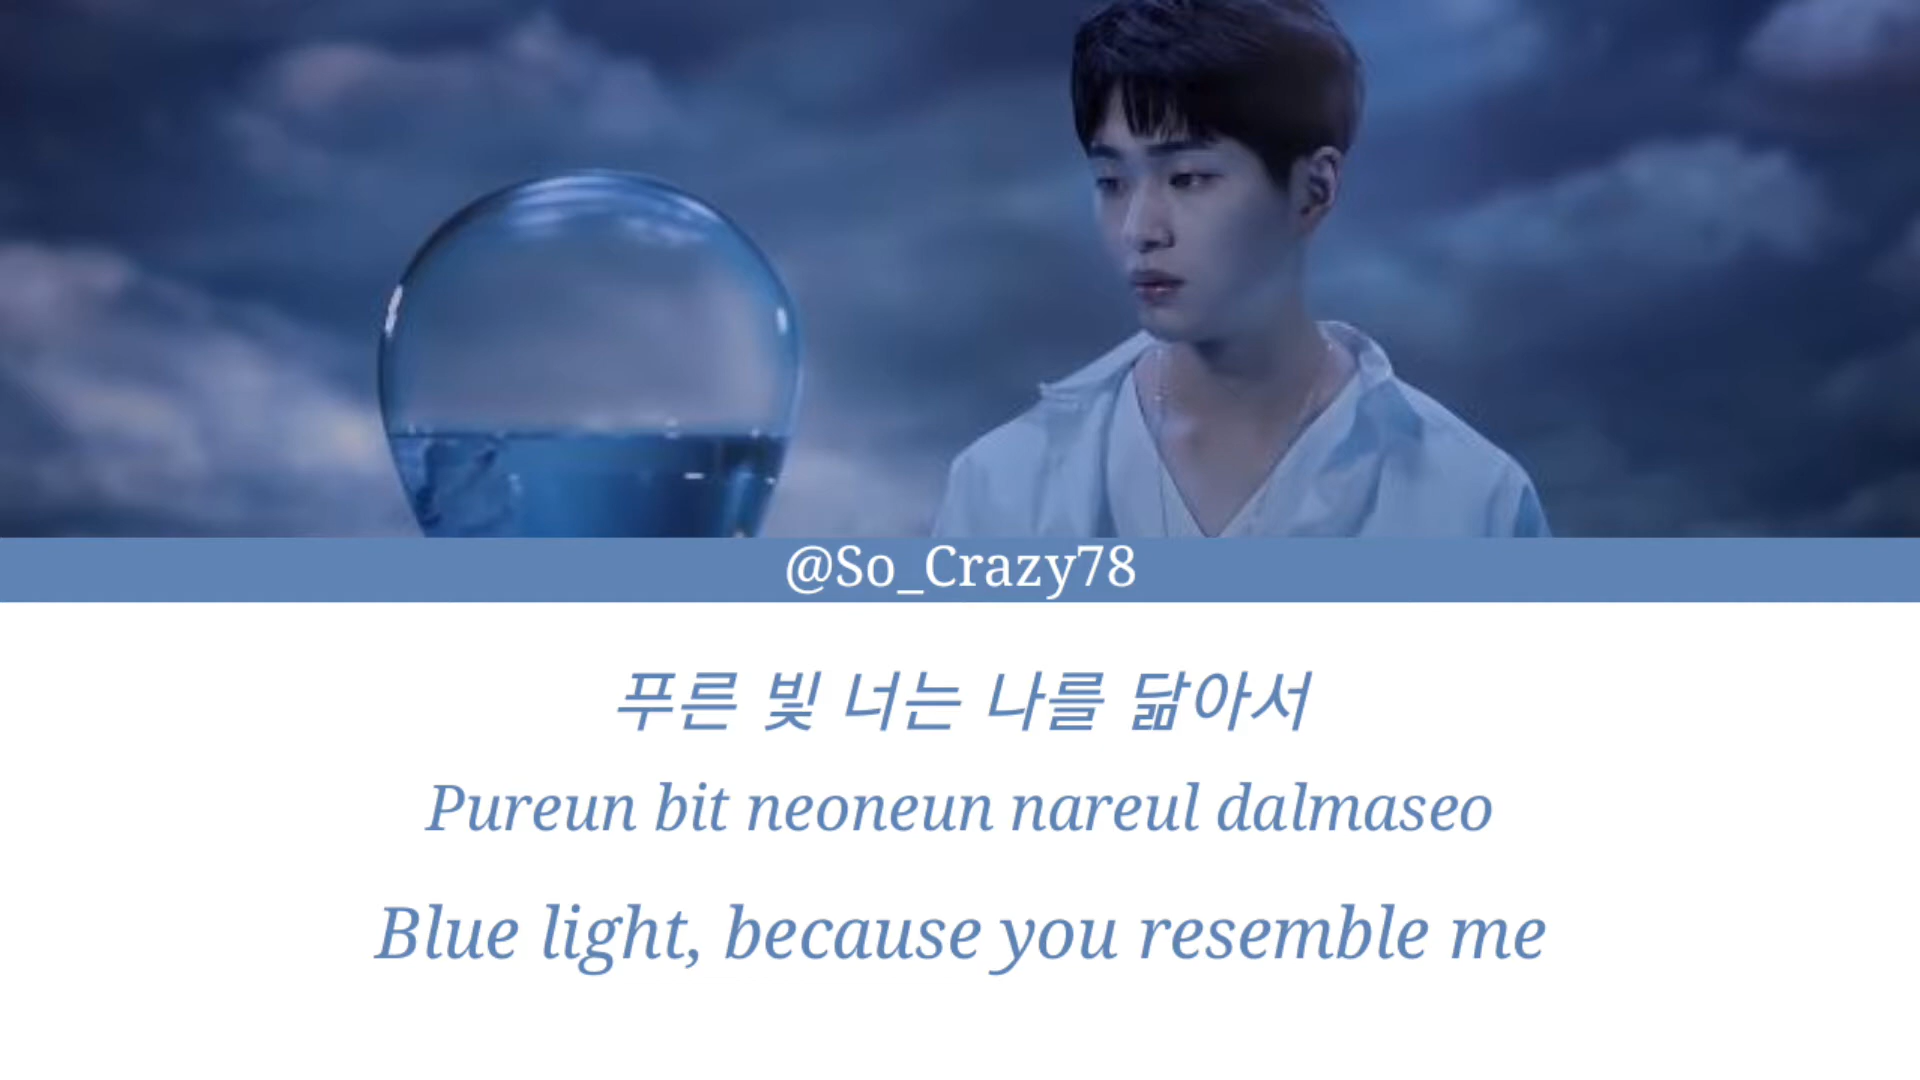 @So_Crazy78
푸른 빛 너는 나를 닮아서
Pureun bit neoneun nareul dalmaseo
Blue light, because you resemble me